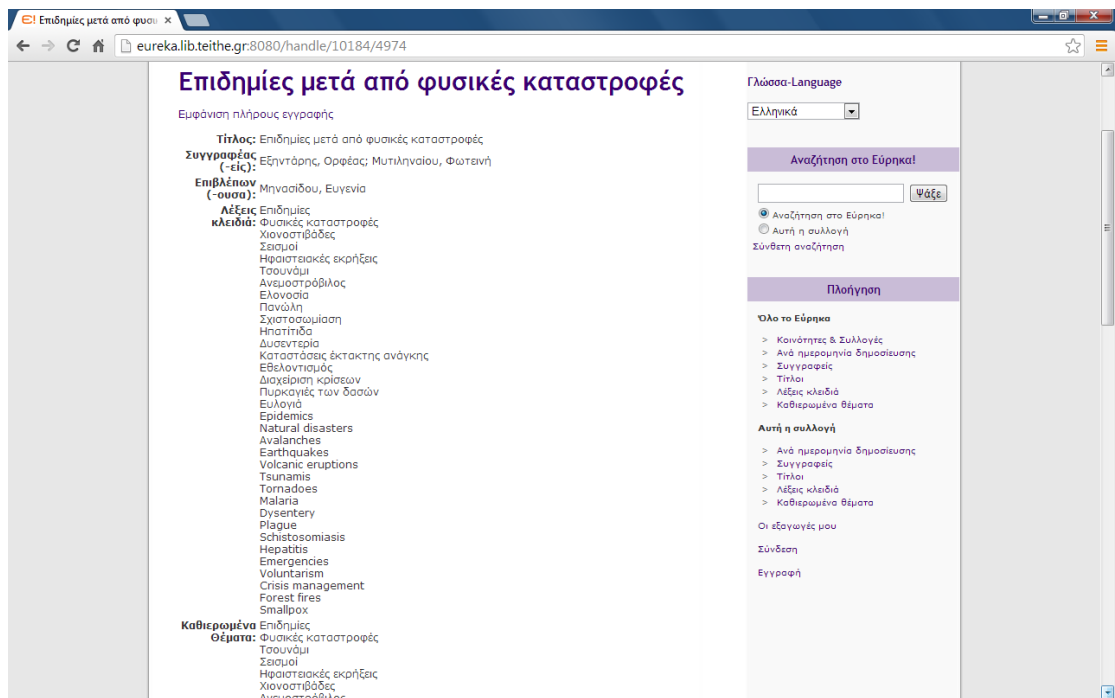 Επιδημίες μετά από φυσι
eureka.lib.teithe.gr:8080/handle/10184/4974
Επιδημίες μετά από φυσικές καταστροφές
Εμφάνιση πλήρους εγγραφής
Τίτλος: Επιδημίες μετά από φυσικές καταστροφές
Συγγραφέας (-είς): Εξηντάρης, Ορφέας; Μυτιληναίου, Φωτεινή
Επιβλέπων (-ουσα): Μηνασίδου, Ευγενία
Λέξεις κλειδιά: Επιδημίες
Φυσικές καταστροφές
Χιονοστιβάδες
Σεισμοί
Ηφαιστειακές εκρήξεις
Τσουνάμι
Ανεμοστρόβιλος
Ελονοσία
Πανώλη
Σχιστοσωμίαση
Ηπατίτιδα
Δυσεντερία
Καταστάσεις έκτακτης ανάγκης
Εθελοντισμός
Διαχείριση κρίσεων
Πυρκαγιές των δασών
Ευλογιά
Epidemics
Natural disasters
Avalanches
Earthquakes
Volcanic eruptions
Tsunamis
Tornadoes
Malaria
Dysentery
Plague
Schistosomiasis
Hepatitis
Emergencies
Voluntarism
Crisis management
Forest fires
Smallpox
Καθιερωμένα Θέματα: Επιδημίες
Φυσικές καταστροφές
Τσουνάμι
Σεισμοί
Ηφαιστειακές εκρήξεις
Χιονοστιβάδες
Ανεμοστρόβιλος
Γλώσσα-Language
Ελληνικά
Αναζήτηση στο Εύρηκα!
Ψάξε
Αναζήτηση στο Εύρηκα!
Αυτή η συλλογή
Σύνθετη αναζήτηση
Πλοήγηση
Όλο το Εύρηκα
> Κοινότητες & Συλλογές
> Ανά ημερομηνία δημοσίευσης
> Συγγραφείς
> Τίτλοι
> Λέξεις κλειδιά
> Καθιερωμένα θέματα
Αυτή η συλλογή
> Ανά ημερομηνία δημοσίευσης
> Συγγραφείς
> Τίτλοι
> Λέξεις κλειδιά
> Καθιερωμένα θέματα
Οι εξαγωγές μου
Σύνδεση
Εγγραφή